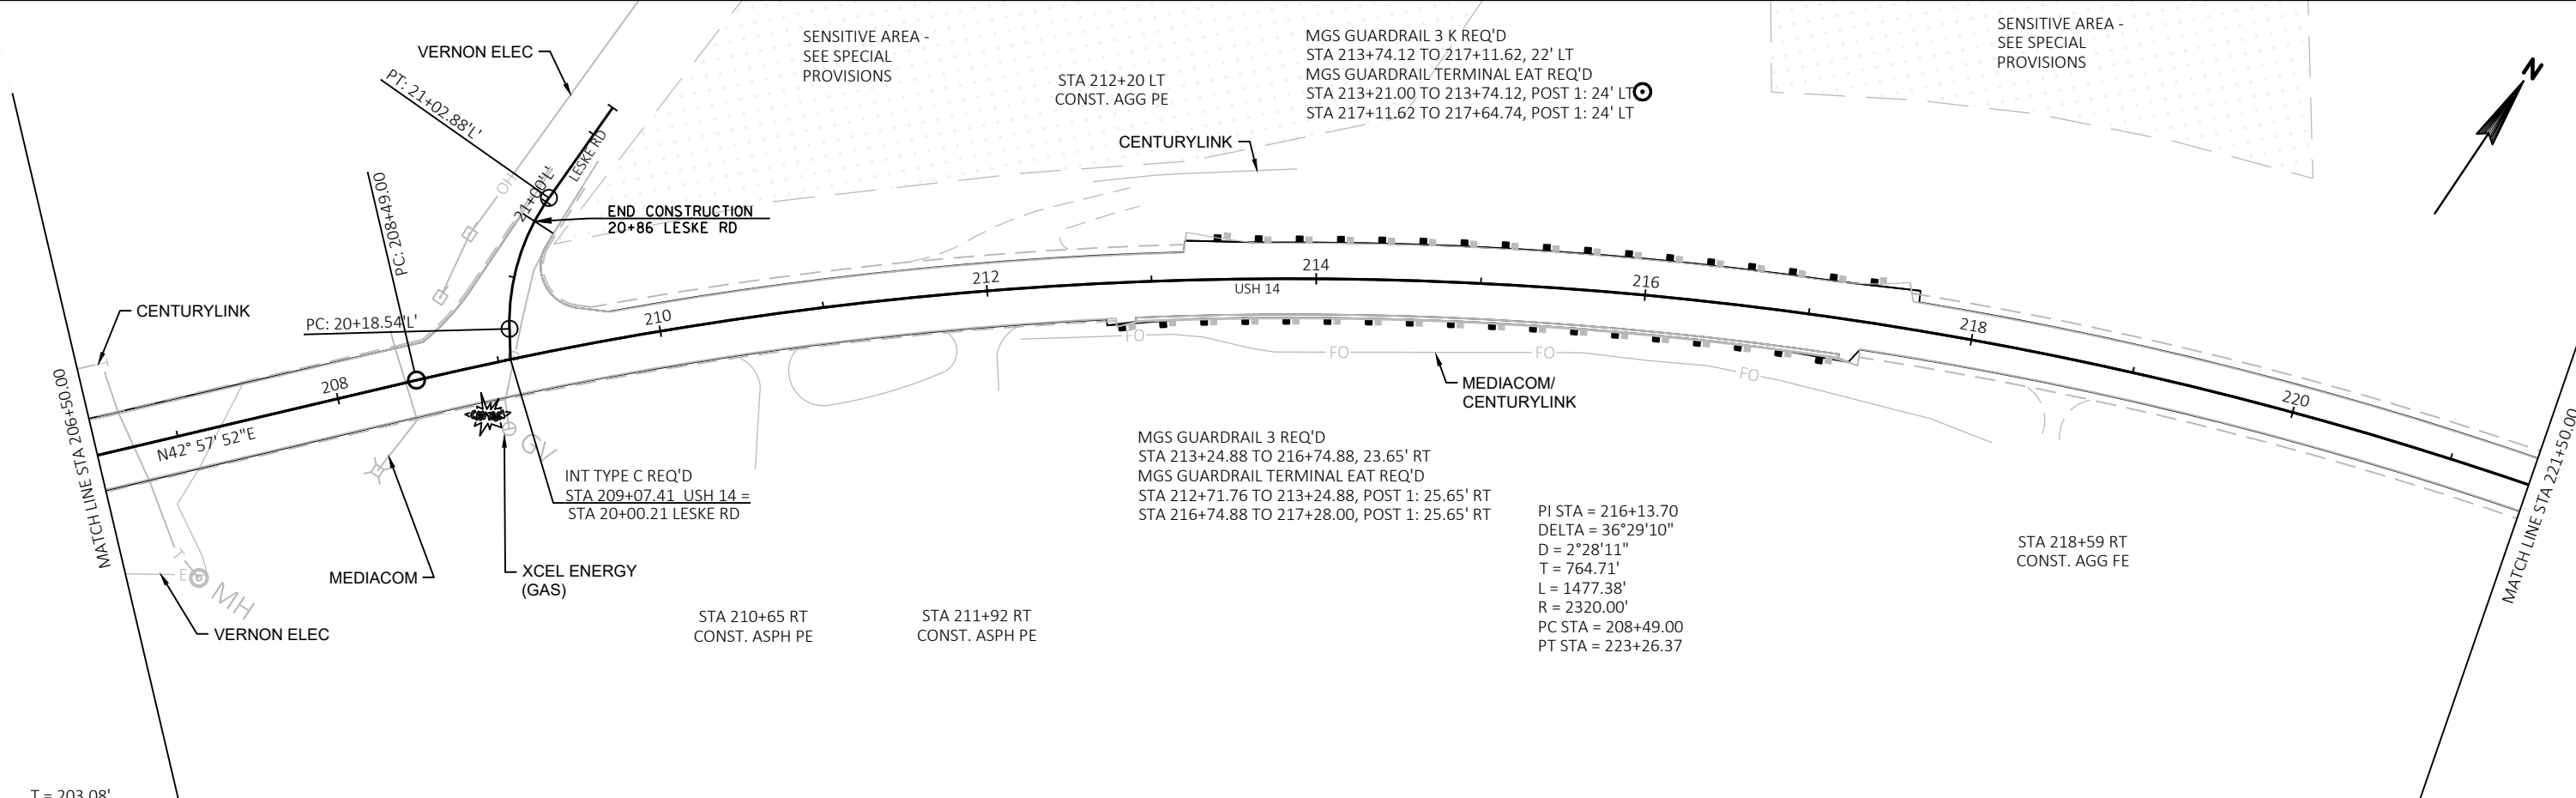 SENSITIVE AREA -
SEE SPECIAL
PROVISIONS
MGS GUARDRAIL 3 K REQ'D
STA 213+74.12 TO 217+11.62, 22' LT
MGS GUARDRAIL TERMINAL EAT REQ'D
STA 213+21.00 TO 213+74.12, POST 1: 24' LT
STA 217+11.62 TO 217+64.74, POST 1: 24' LT
SENSITIVE AREA -
SEE SPECIAL
PROVISIONS
N
VERNON ELEC
PT: 21+02.88'L'
STA 212+20 LT
CONST. AGG PE
CENTURYLINK
LESKE RD
OH
21+00'L'
PC: 208+49.00
END CONSTRUCTION
20+86 LESKE RD
CENTURYLINK
PC: 20+18.54'L'
208
210
212
214
216
218
220
USH 14
FO
FO
FO
FO
MATCH LINE STA 206+50.00
N42° 57' 52"E
T
GV
MEDIACOM/
CENTURYLINK
MATCH LINE STA 221+50.00
INT TYPE C REQ'D
STA 209+07.41 USH 14 =
STA 20+00.21 LESKE RD
MGS GUARDRAIL 3 REQ'D
STA 213+24.88 TO 216+74.88, 23.65' RT
MGS GUARDRAIL TERMINAL EAT REQ'D
STA 212+71.76 TO 213+24.88, POST 1: 25.65' RT
STA 216+74.88 TO 217+28.00, POST 1: 25.65' RT
PI STA = 216+13.70
DELTA = 36°29'10"
D = 2°28'11"
T = 764.71'
L = 1477.38'
R = 2320.00'
PC STA = 208+49.00
PT STA = 223+26.37
STA 218+59 RT
CONST. AGG FE
T
E
MH
MEDIACOM
XCEL ENERGY
(GAS)
VERNON ELEC
STA 210+65 RT
CONST. ASPH PE
STA 211+92 RT
CONST. ASPH PE
T = 203.08'